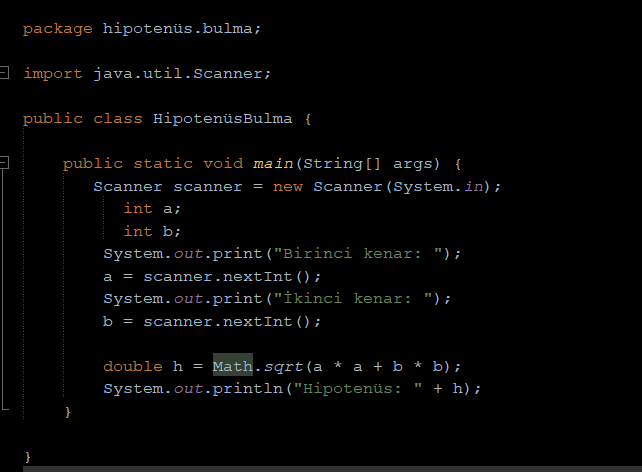 package hipotenüs.bulma;
import java.util.Scanner;
public class HipotenüsBulma {
public static void main(String[] args) {
Scanner scanner = new Scanner(System.in);
int a;
int b;
System.out.print("Birinci kenar: ");
a = scanner.nextInt();
System.out.print("İkinci kenar: ");
b = scanner.nextInt();
double h = Math.sqrt(a * a + b * b);
System.out.println("Hipotenüs: " + h);
}
}